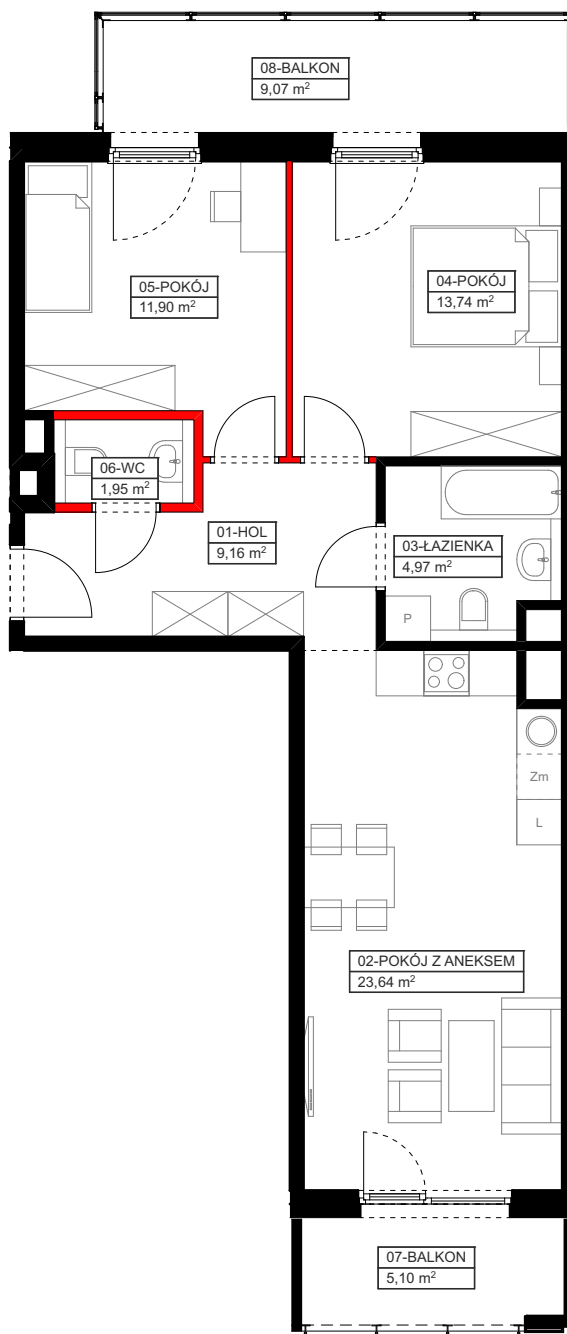 08-BALKON
9,07 m²
05-POKÓJ
11,90 m²
04-POKÓJ
13,74 m²
06-WC
1,95 m²
01-HOL
9,16 m²
03-ŁAZIENKA
4,97 m²
P
Zm
L
02-POKÓJ Z ANEKSEM
23,64 m²
07-BALKON
5,10 m²